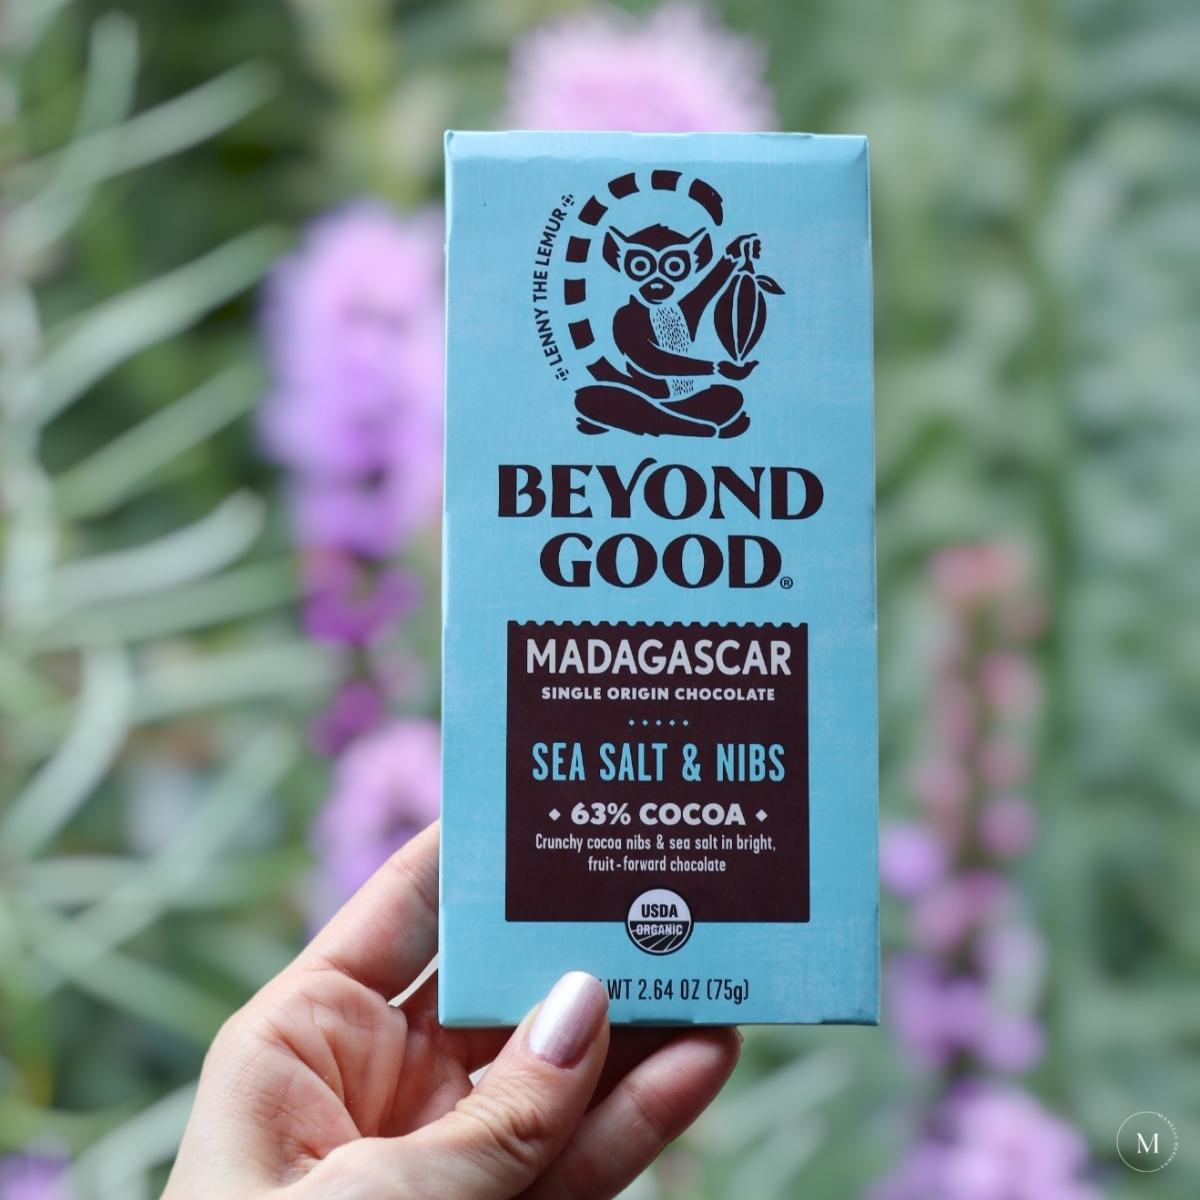 LENNY THE LEMUR
BEYOND
GOOD®
MADAGASCAR
SINGLE ORIGIN CHOCOLATE
SEA SALT & NIBS
63% COCOA
Crunchy cocoa nibs & sea salt in bright,
fruit-forward chocolate
USDA
ORGANIC
WT 2.64 OZ (75g)
M